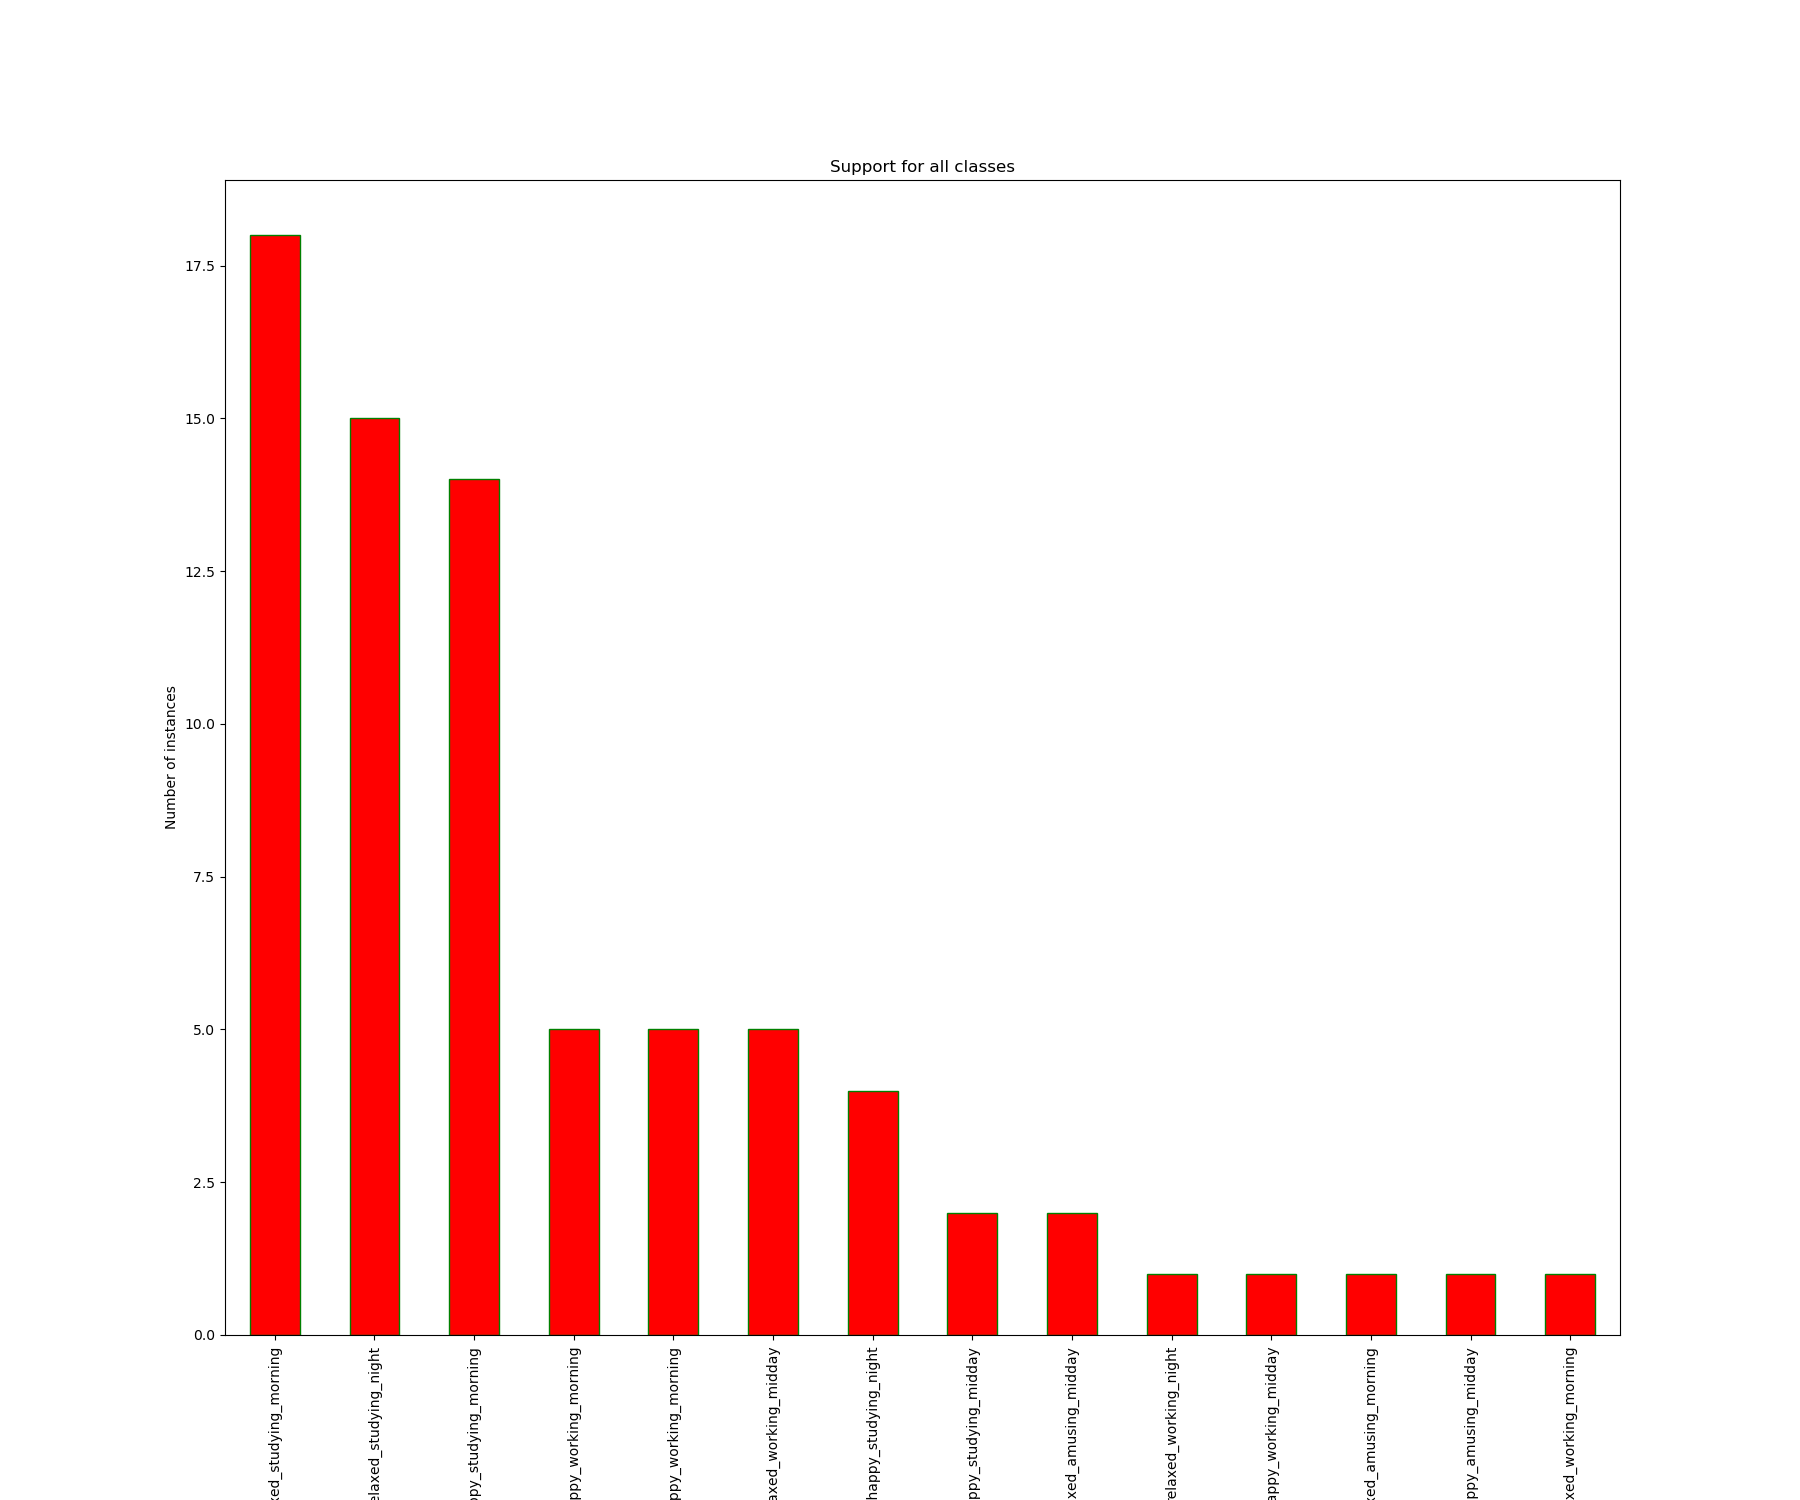 Support for all classes
Number of instances
17.5
15.0
12.5
10.0
7.5
5.0
2.5
0.0
xed_studying_morning
elaxed_studying_night
ppy_studying_morning
ppy_working_morning
ppy_working_morning
axed_working_midday
happy_studying_night
ppy_studying_midday
xed_amusing_midday
relaxed_working_night
appy_working_midday
xed_amusing_morning
ppy_amusing_midday
xed_working_morning